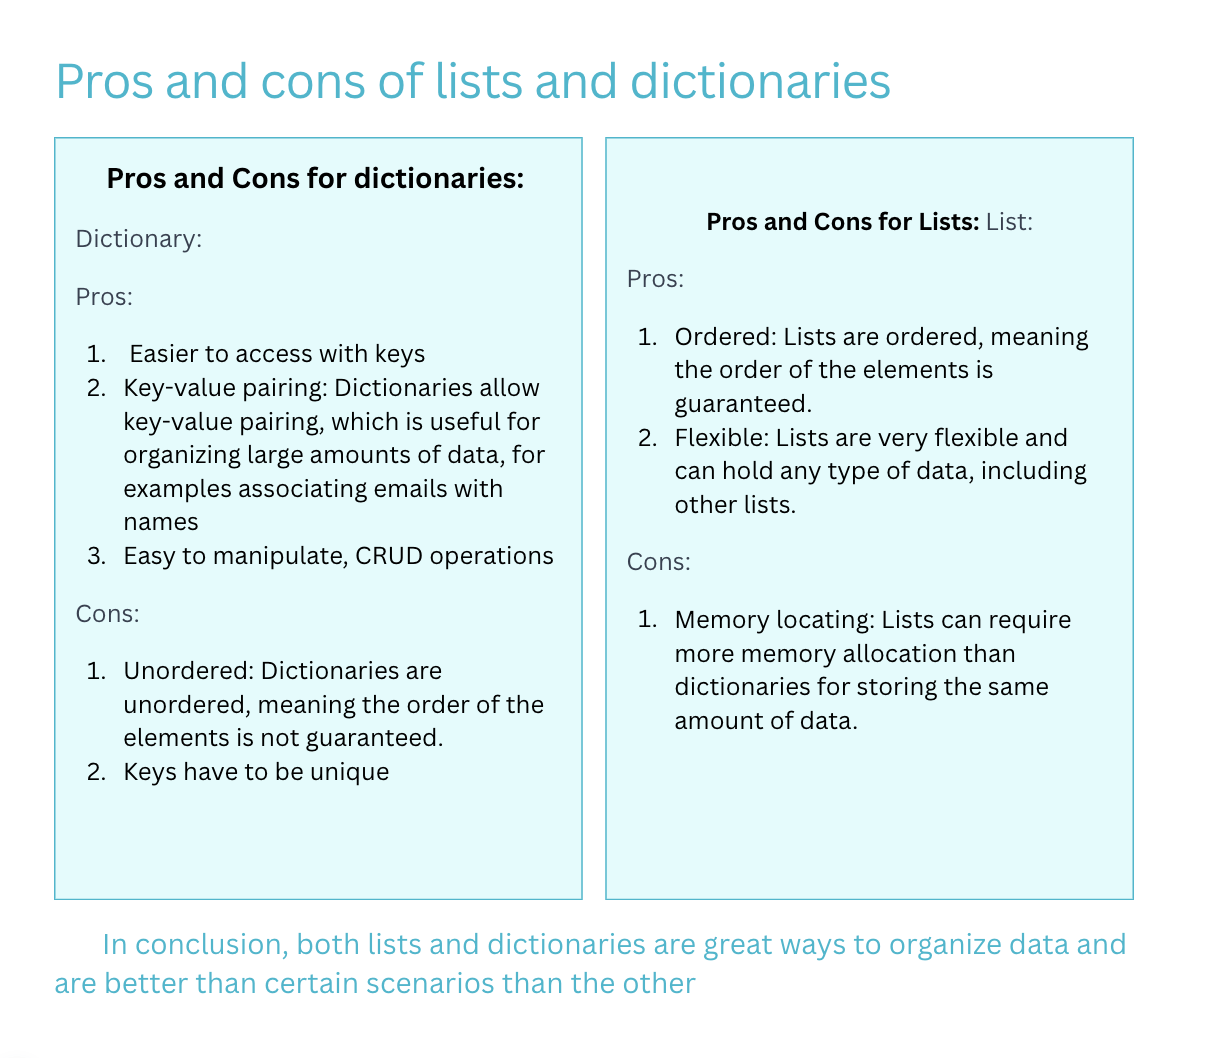 Pros and cons of lists and dictionaries
Pros and Cons for dictionaries:
Dictionary:
Pros:
1. Easier to access with keys
2. Key-value pairing: Dictionaries allow
key-value pairing, which is useful for
organizing large amounts of data, for
examples associating emails with
names
3. Easy to manipulate, CRUD operations
Cons:
1. Unordered: Dictionaries are
unordered, meaning the order of the
elements is not guaranteed.
2. Keys have to be unique
Pros and Cons for Lists: List:
Pros:
1. Ordered: Lists are ordered, meaning
the order of the elements is
guaranteed.
2. Flexible: Lists are very flexible and
can hold any type of data, including
other lists.
Cons:
1. Memory locating: Lists can require
more memory allocation than
dictionaries for storing the same
amount of data.
In conclusion, both lists and dictionaries are great ways to organize data and
are better than certain scenarios than the other